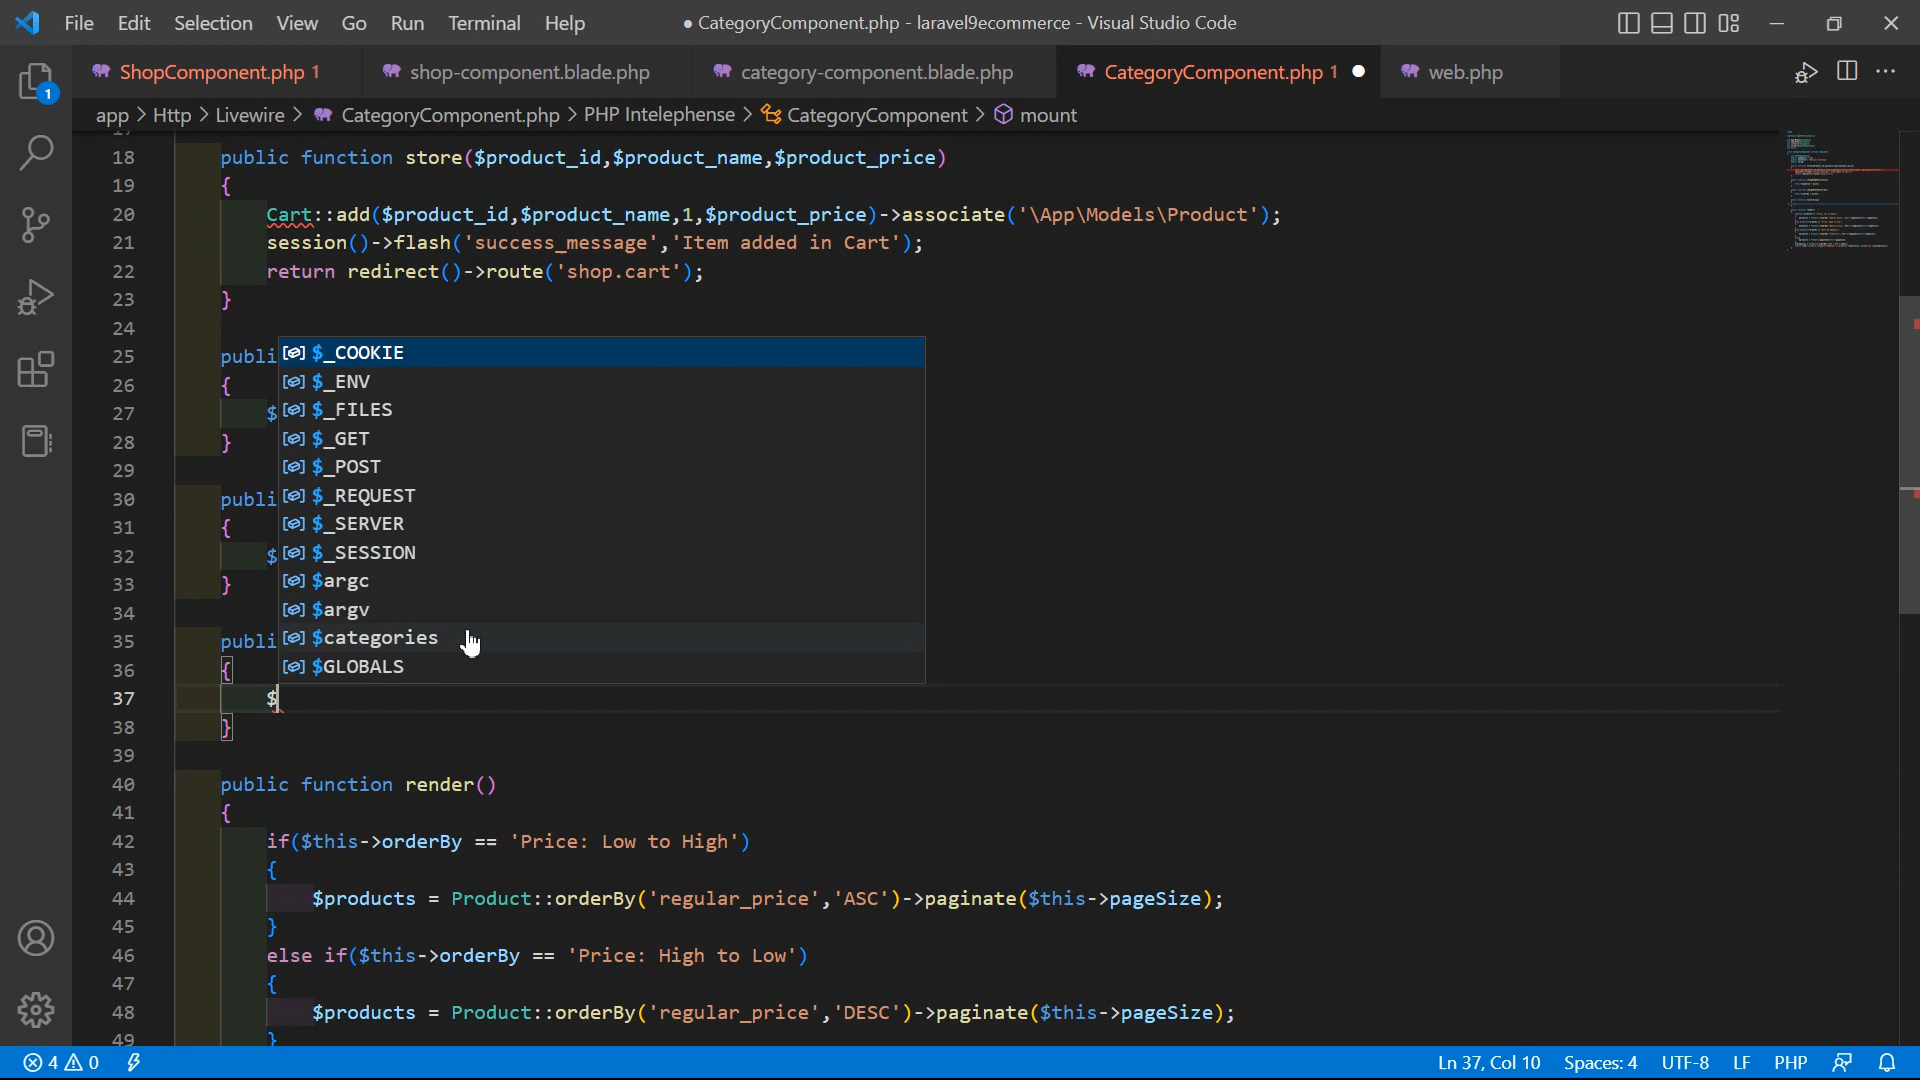 File Edit Selection View Go Run Terminal Help
● CategoryComponent.php - laravel9ecommerce - Visual Studio Code
ShopComponent.php 1
shop-component.blade.php
category-component.blade.php
CategoryComponent.php 1 ●
web.php
1
app > Http > Livewire > CategoryComponent.php > PHP Intelephense > CategoryComponent > mount
18 public function store($product_id,$product_name,$product_price)
19 {
20 Cart::add($product_id,$product_name,1,$product_price)->associate('\App\Models\Product');
21 session()->flash('success_message','Item added in Cart');
22 return redirect()->route('shop.cart');
23 }
24
25 publi
26 {
27 $
28 }
29
30 publi
31 {
32 $
33 }
34
35 publi
36 {
37 $
38 }
39
$_COOKIE
$_ENV
$_FILES
$_GET
$_POST
$_REQUEST
$_SERVER
$_SESSION
$argc
$argv
$categories
$GLOBALS
40 public function render()
41 {
42 if($this->orderBy == 'Price: Low to High')
43 {
44 $products = Product::orderBy('regular_price','ASC')->paginate($this->pageSize);
45 }
46 else if($this->orderBy == 'Price: High to Low')
47 {
48 $products = Product::orderBy('regular_price','DESC')->paginate($this->pageSize);
49 }
4 0
Ln 37, Col 10 Spaces: 4 UTF-8 LF PHP